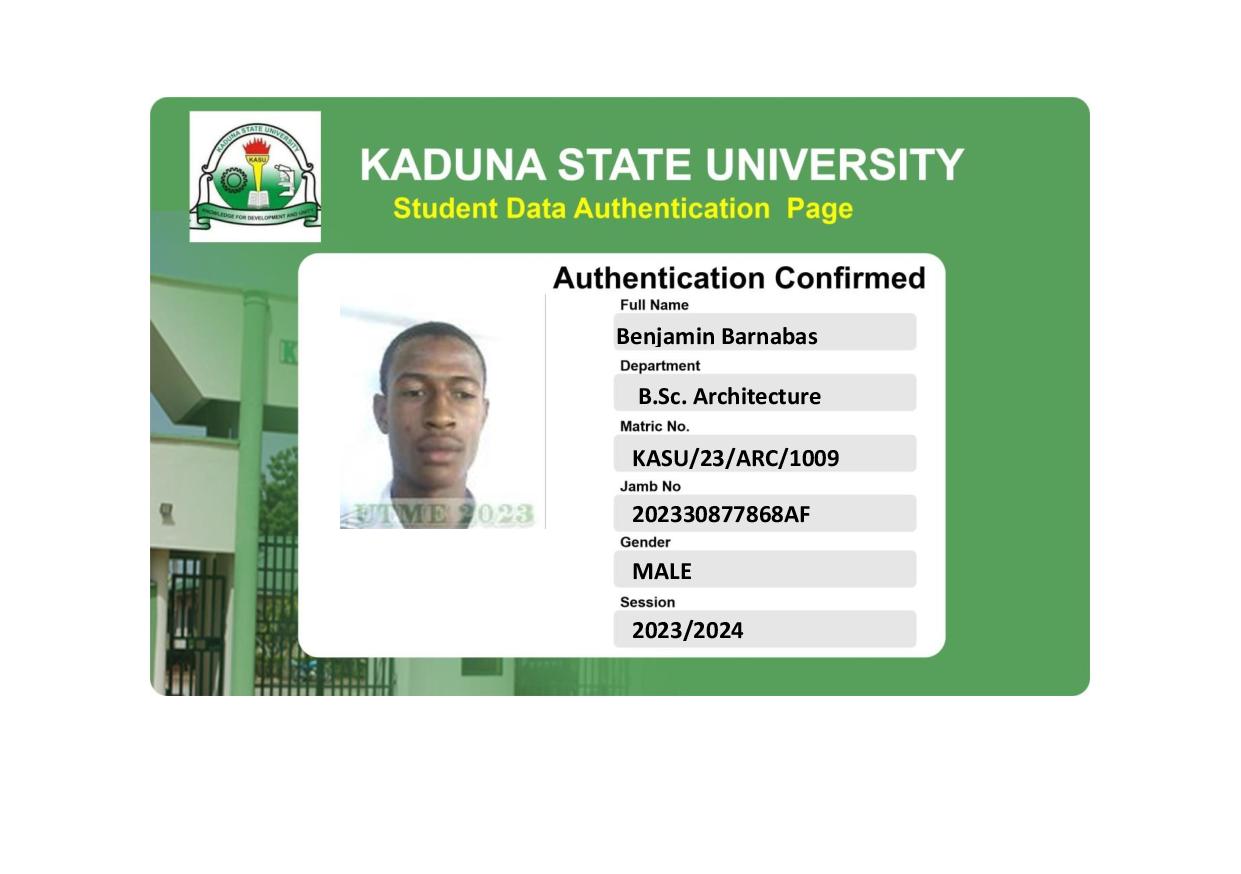 KADUNA STATE UNIVERSITY
KASU
KNOWLEDGE FOR DEVELOPMENT AND UNITY
KADUNA STATE UNIVERSITY
Student Data Authentication Page
Authentication Confirmed
Full Name
Benjamin Barnabas
Department
B.Sc. Architecture
Matric No.
KASU/23/ARC/1009
Jamb No
202330877868AF
Gender
MALE
Session
2023/2024
UTME 2023
K